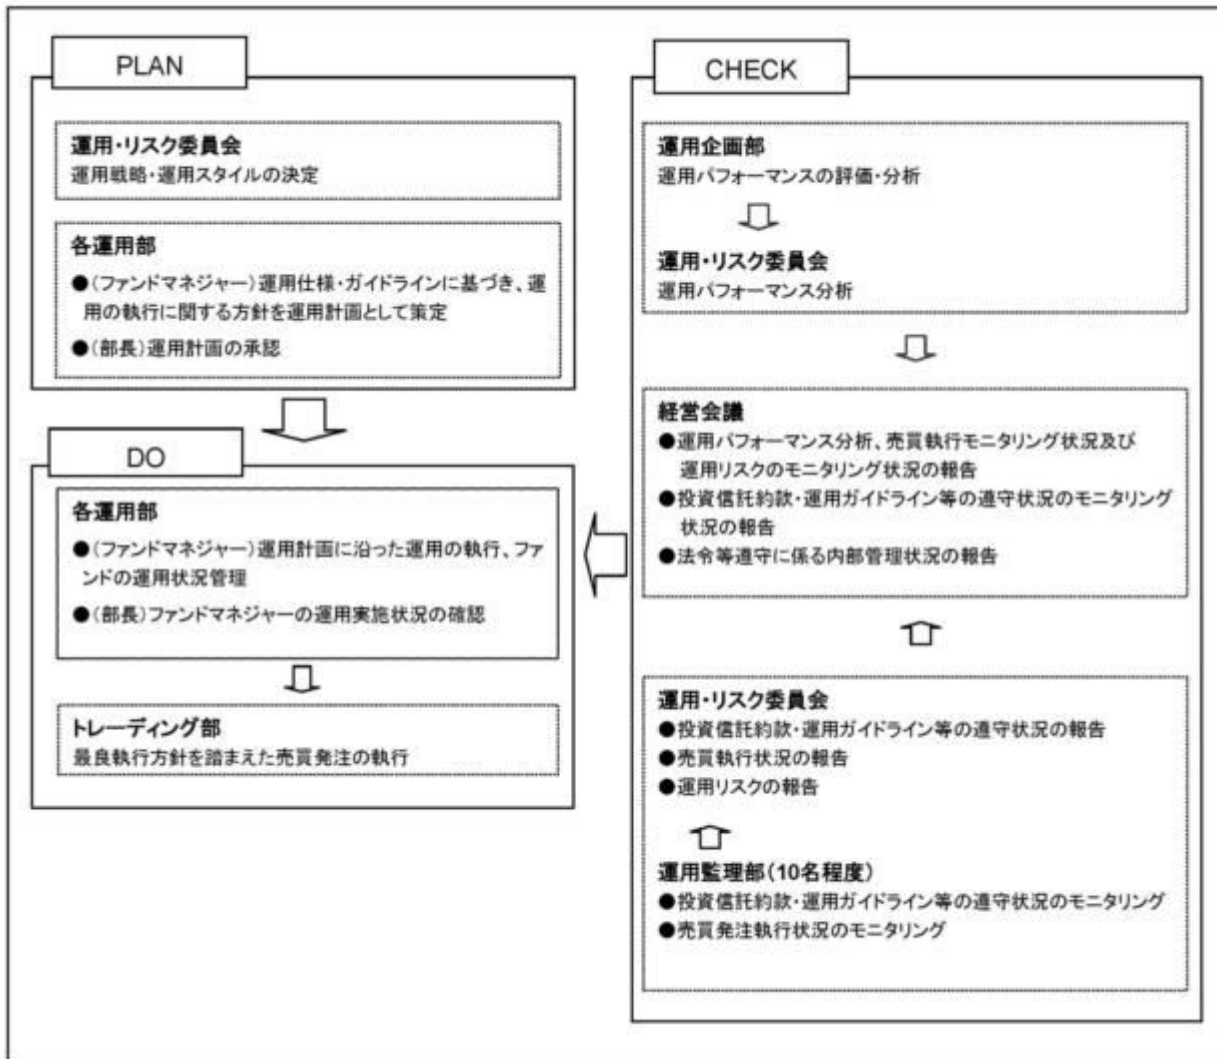 PLAN
運用・リスク委員会
運用戦略・運用スタイルの決定
各運用部
●(ファンドマネジャー)運用仕様・ガイドラインに基づき、運
用の執行に関する方針を運用計画として策定
●(部長)運用計画の承認
DO
各運用部
●(ファンドマネジャー)運用計画に沿った運用の執行、ファ
ンドの運用状況管理
●(部長)ファンドマネジャーの運用実施状況の確認
トレーディング部
最良執行方針を踏まえた売買発注の執行
CHECK
運用企画部
運用パフォーマンスの評価・分析
運用・リスク委員会
運用パフォーマンス分析
経営会議
●運用パフォーマンス分析、売買執行モニタリング状況及び
運用リスクのモニタリング状況の報告
●投資信託約款・運用ガイドライン等の遵守状況のモニタリング
状況の報告
●法令等遵守に係る内部管理状況の報告
運用・リスク委員会
●投資信託約款・運用ガイドライン等の遵守状況の報告
●売買執行状況の報告
●運用リスクの報告
運用監理部(10名程度)
●投資信託約款・運用ガイドライン等の遵守状況のモニタリング
●売買発注執行状況のモニタリング